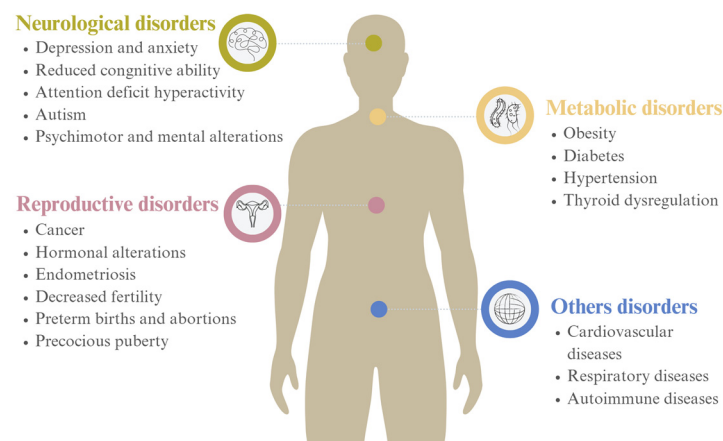 Neurological disorders
• Depression and anxiety
• Reduced congnitive ability
• Attention deficit hyperactivity
• Autism
• Psychimotor and mental alterations
Metabolic disorders
• Obesity
• Diabetes
• Hypertension
• Thyroid dysregulation
Reproductive disorders
• Cancer
• Hormonal alterations
• Endometriosis
• Decreased fertility
• Preterm births and abortions
• Precocious puberty
Others disorders
• Cardiovascular
diseases
• Respiratory diseases
• Autoimmune diseases